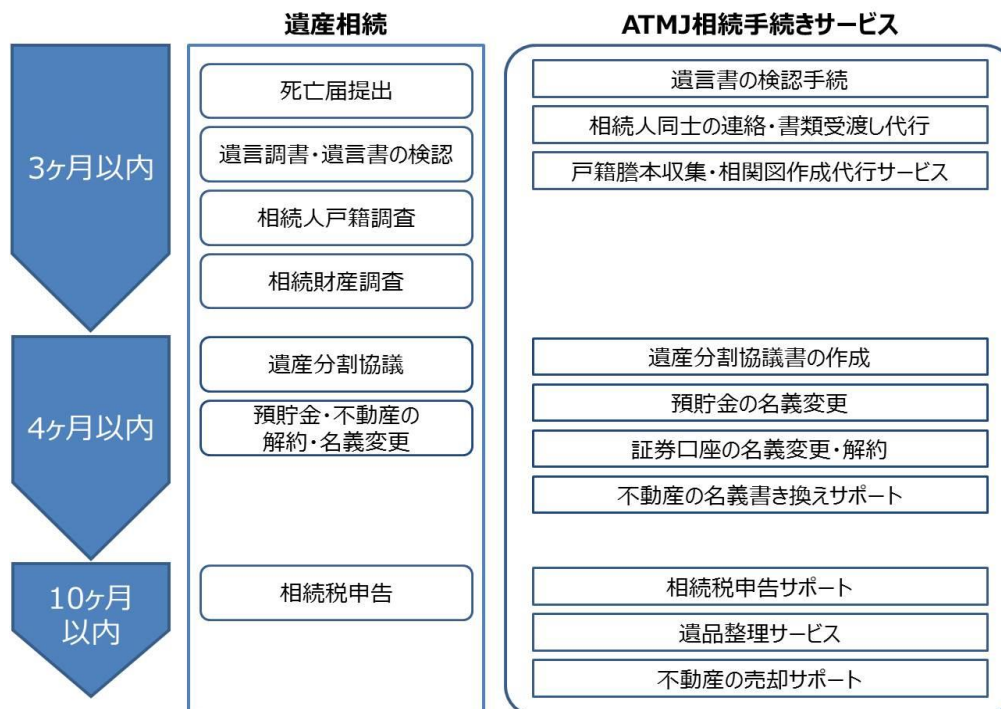 遺産相続
ATMJ相続手続きサービス
3ヶ月以内
死亡届提出
遺言調書・遺言書の検認
相続人戸籍調査
相続財産調査
遺言書の検認手続
相続人同士の連絡・書類受渡し代行
戸籍謄本収集・相関図作成代行サービス
4ヶ月以内
遺産分割協議
預貯金・不動産の
解約・名義変更
遺産分割協議書の作成
預貯金の名義変更
証券口座の名義変更・解約
不動産の名義書き換えサポート
10ヶ月
以内
相続税申告
相続税申告サポート
遺品整理サービス
不動産の売却サポート